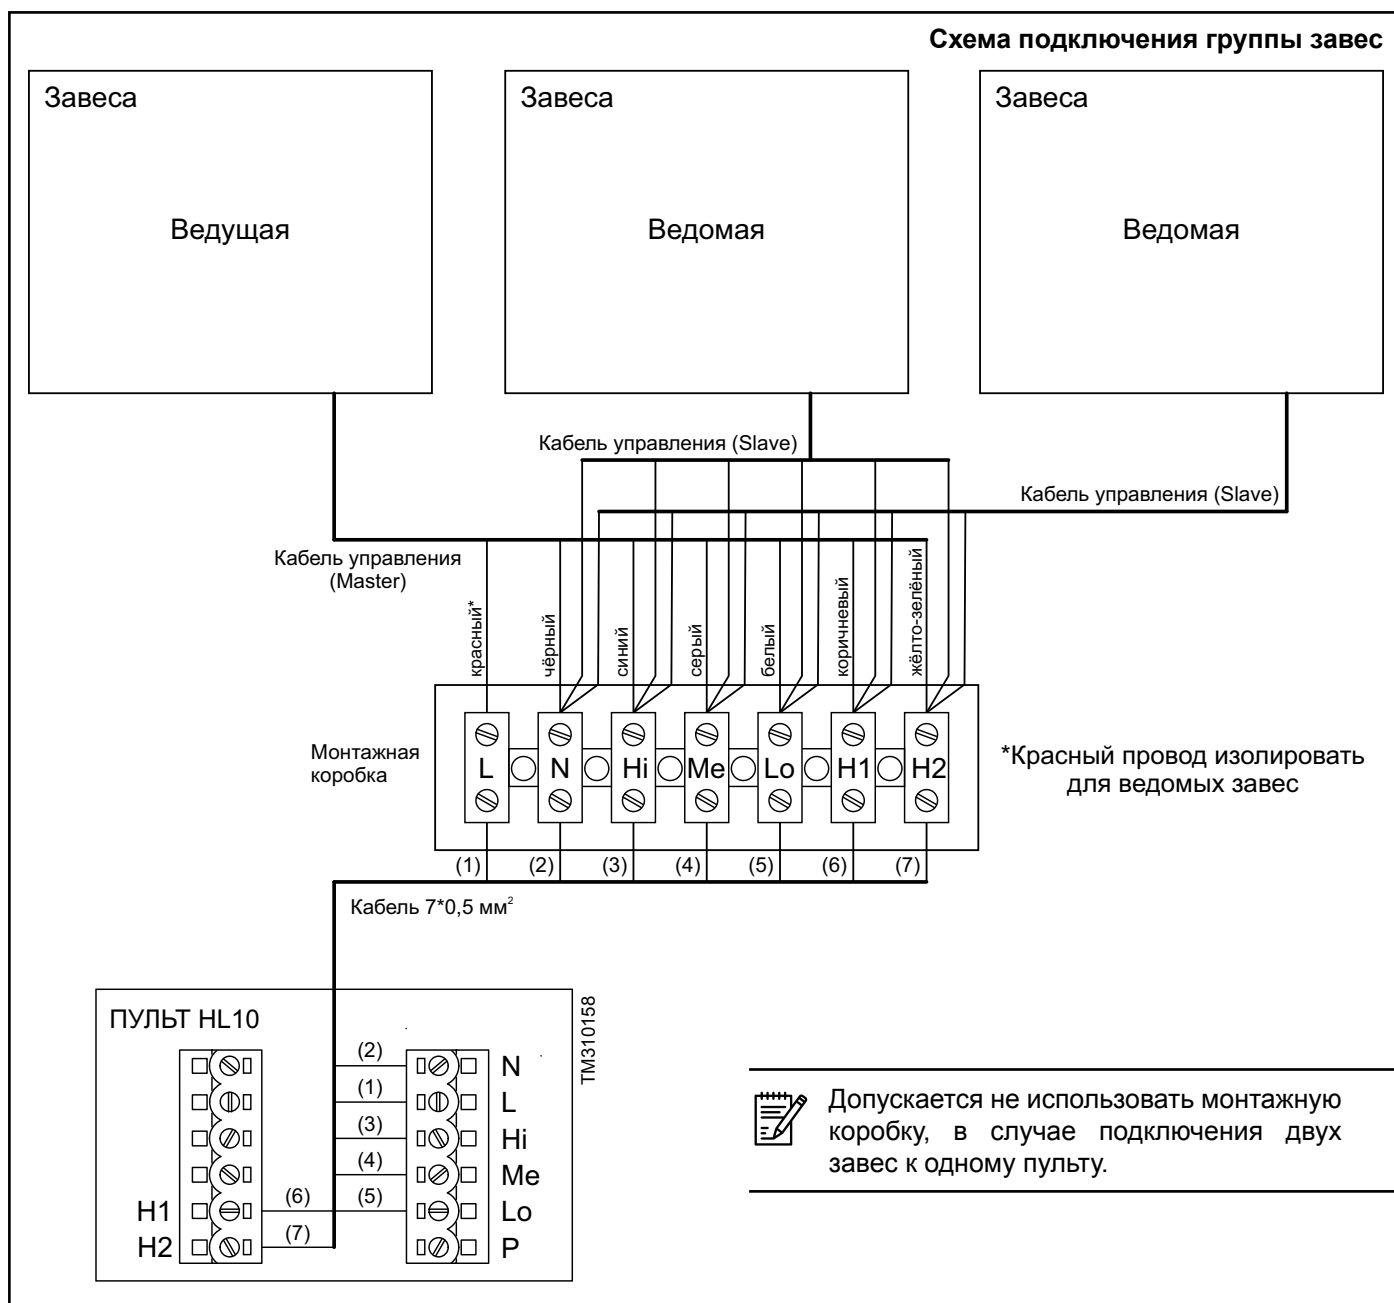 Схема подключения группы завес
Завеса
Ведущая
Завеса
Ведомая
Завеса
Ведомая
Кабель управления (Slave)
Кабель управления (Slave)
Кабель управления
(Master)
красный*
чёрный
синий
серый
белый
коричневый
жёлто-зелёный
Монтажная
коробка
L
N
Hi
Me
Lo
H1
H2
*Красный провод изолировать
для ведомых завес
(1)
(2)
(3)
(4)
(5)
(6)
(7)
Кабель 7*0,5 мм²
ПУЛЬТ HL10
TM310158
(2)
N
(1)
L
(3)
Hi
(4)
Me
H1
(6)
(5)
Lo
H2
(7)
P
Допускается не использовать монтажную
коробку, в случае подключения двух
завес к одному пульту.